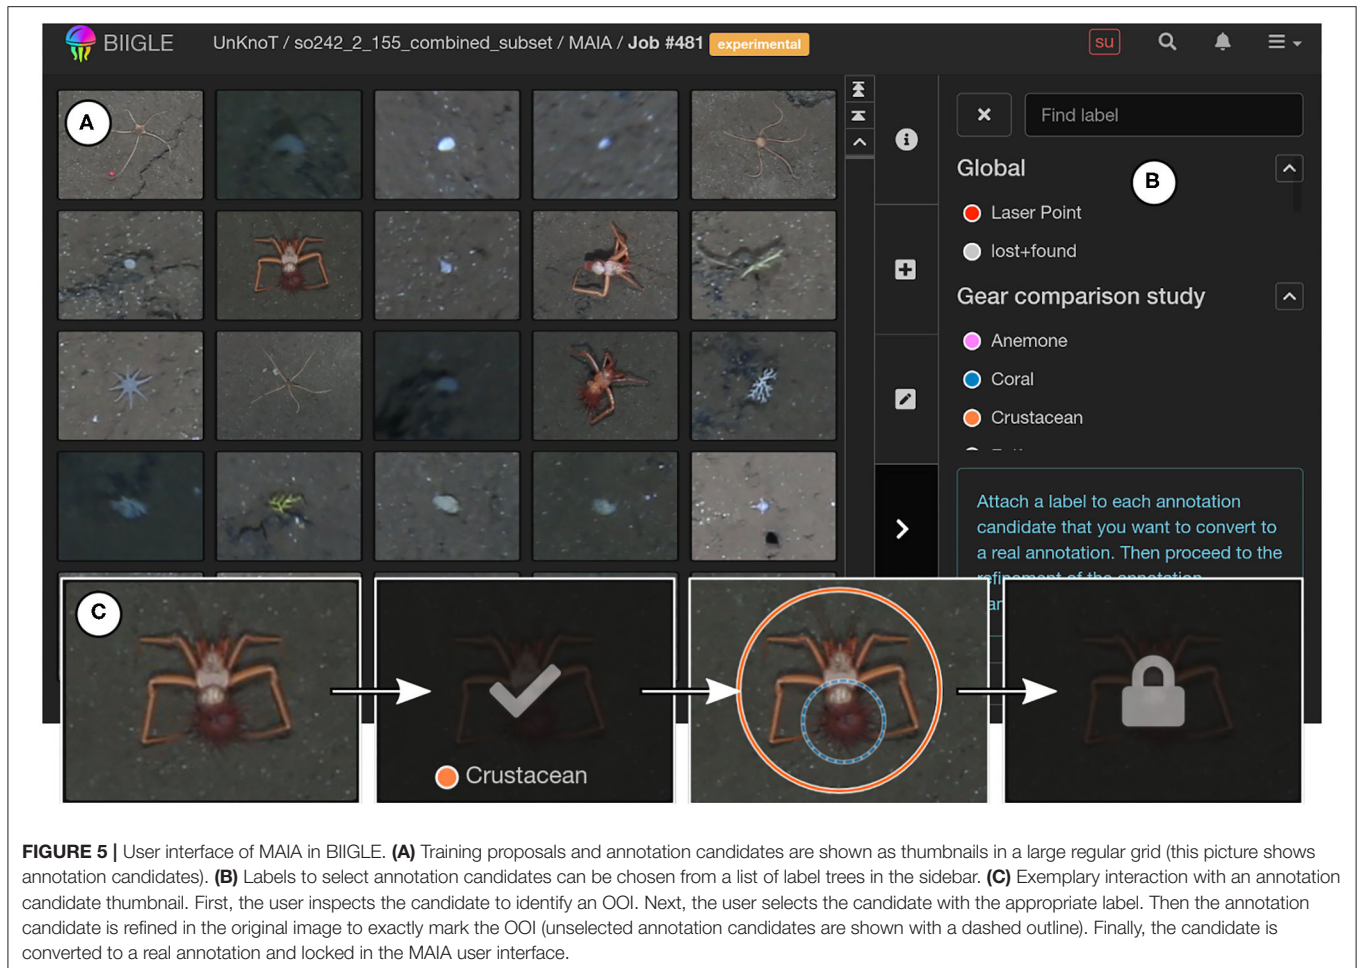 BIIGLE UnKnoT / so242_2_155_combined_subset / MAIA / Job #481 experimental su
A
Find label
B
Global
Laser Point
lost+found
Gear comparison study
Anemone
Coral
Crustacean
Attach a label to each annotation
candidate that you want to convert to
a real annotation. Then proceed to the
refinement of the annotation
C
Crustacean
FIGURE 5 | User interface of MAIA in BIIGLE. (A) Training proposals and annotation candidates are shown as thumbnails in a large regular grid (this picture shows
annotation candidates). (B) Labels to select annotation candidates can be chosen from a list of label trees in the sidebar. (C) Exemplary interaction with an annotation
candidate thumbnail. First, the user inspects the candidate to identify an OOI. Next, the user selects the candidate with the appropriate label. Then the annotation
candidate is refined in the original image to exactly mark the OOI (unselected annotation candidates are shown with a dashed outline). Finally, the candidate is
converted to a real annotation and locked in the MAIA user interface.